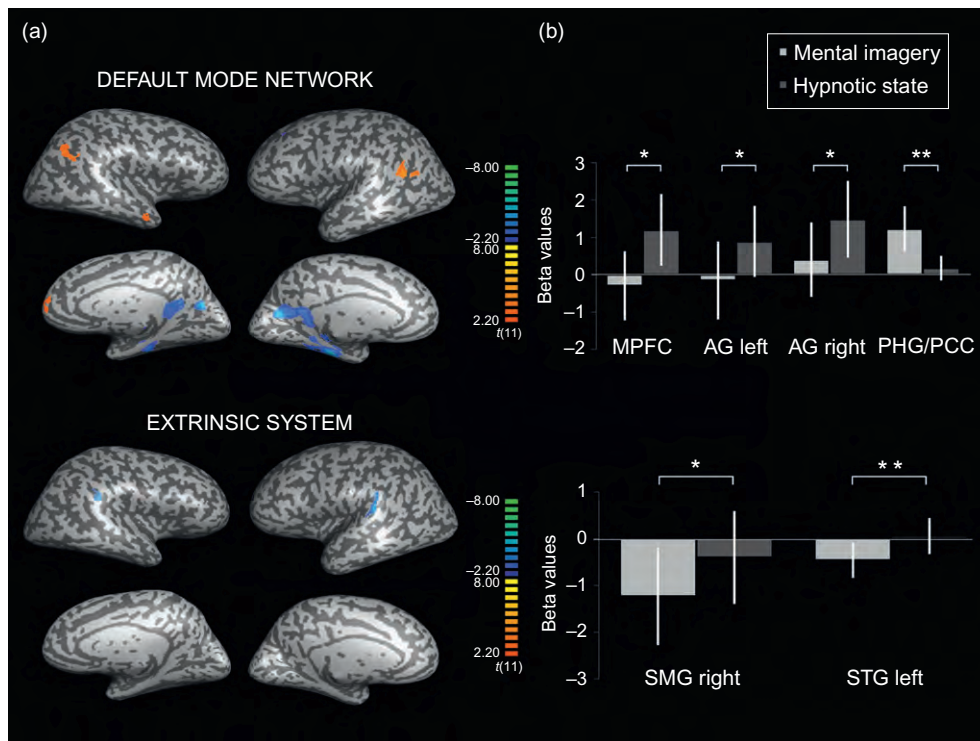 (a)
DEFAULT MODE NETWORK
–8.00
–2.20
8.00
2.20
t(11)
EXTRINSIC SYSTEM
–8.00
–2.20
8.00
2.20
t(11)
(b)
Mental imagery
Hypnotic state
Beta values
3
2
1
0
–1
–2
* * * **
MPFC AG left AG right PHG/PCC
Beta values
1
0
–1
–2
–3
* * *
SMG right STG left